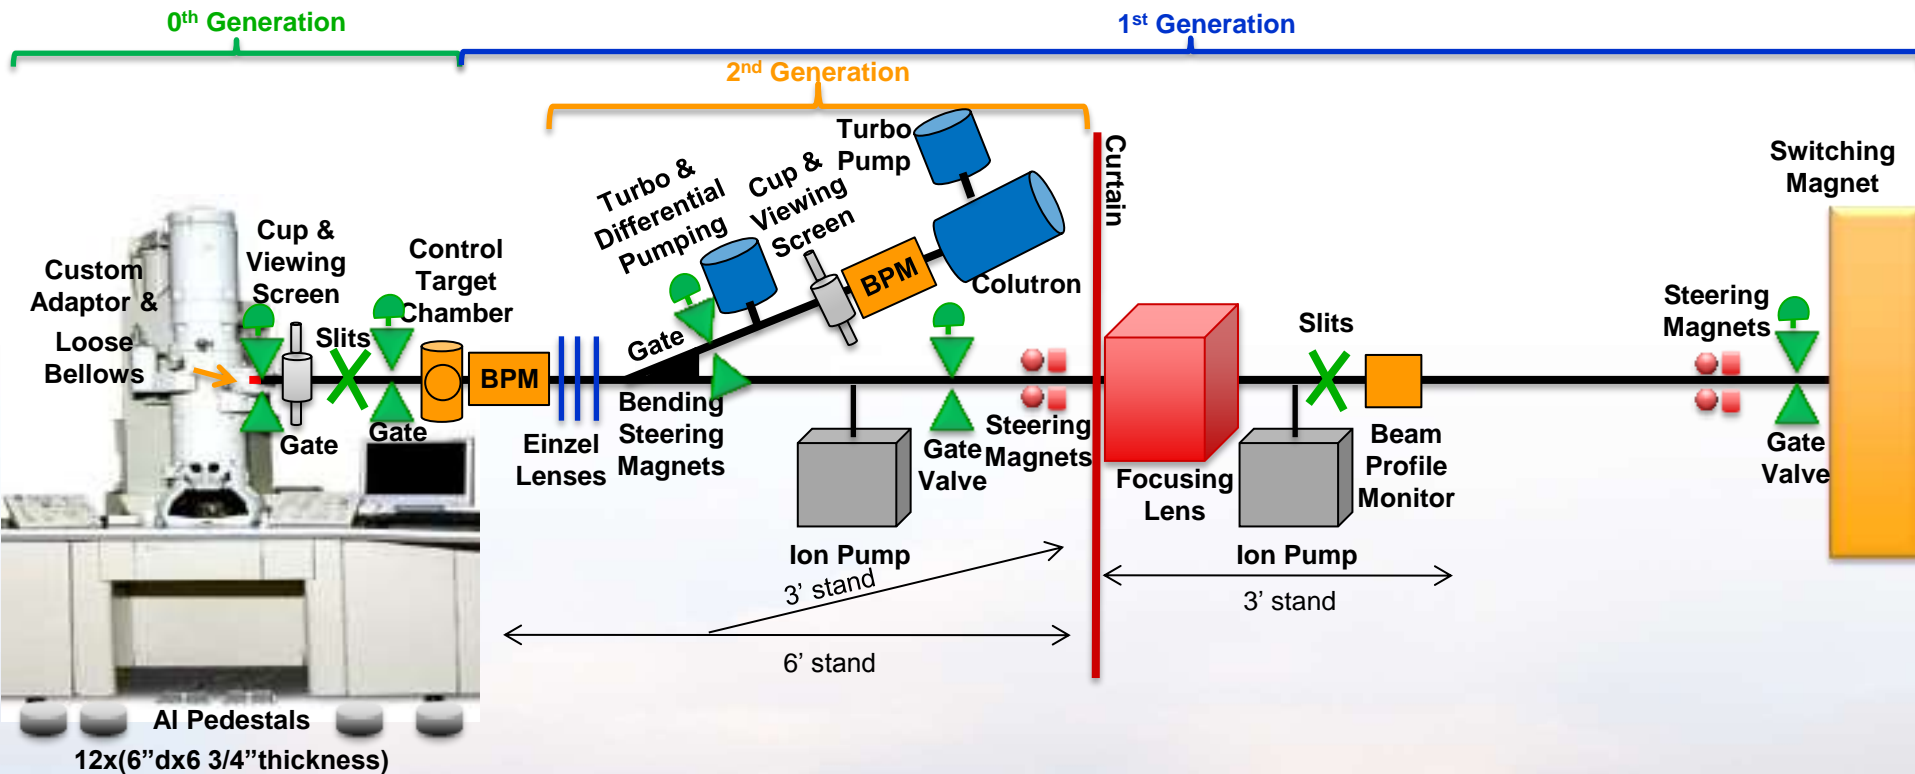 0th Generation
1st Generation
2nd Generation
Turbo
Pump
Curtain
Switching
Magnet
Turbo &
Differential
Pumping
Cup &
Viewing
Screen
Cup &
Viewing
Screen
Control
Target
Chamber
Custom
Adaptor &
Loose
Bellows
Slits
Gate
BPM
Colutron
Steering
Magnets
Slits
BPM
Gate
Gate
Einzel
Lenses
Bending
Steering
Magnets
Gate
Valve
Steering
Magnets
Focusing
Lens
Beam
Profile
Monitor
Gate
Valve
Ion Pump
Ion Pump
3’ stand
3’ stand
6’ stand
Al Pedestals
12x(6”dx6 3/4”thickness)